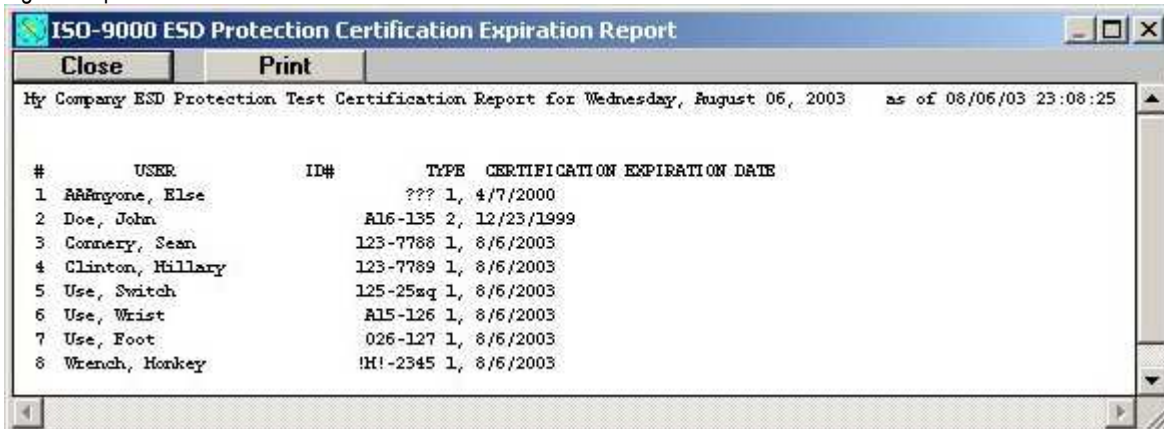 ISO-9000 ESD Protection Certification Expiration Report
Close Print
My Company ESD Protection Test Certification Report for Wednesday, August 06, 2003 as of 08/06/03 23:08:25
# USER ID# TYPE CERTIFICATION EXPIRATION DATE
1 AAAnyone, Else ??? 1, 4/7/2000
2 Doe, John A16-135 2, 12/23/1999
3 Connery, Sean 123-7788 1, 8/6/2003
4 Clinton, Hillary 123-7789 1, 8/6/2003
5 Use, Switch 125-25sq 1, 8/6/2003
6 Use, Wrist A15-126 1, 8/6/2003
7 Use, Foot 026-127 1, 8/6/2003
8 Wrench, Monkey !M!-2345 1, 8/6/2003